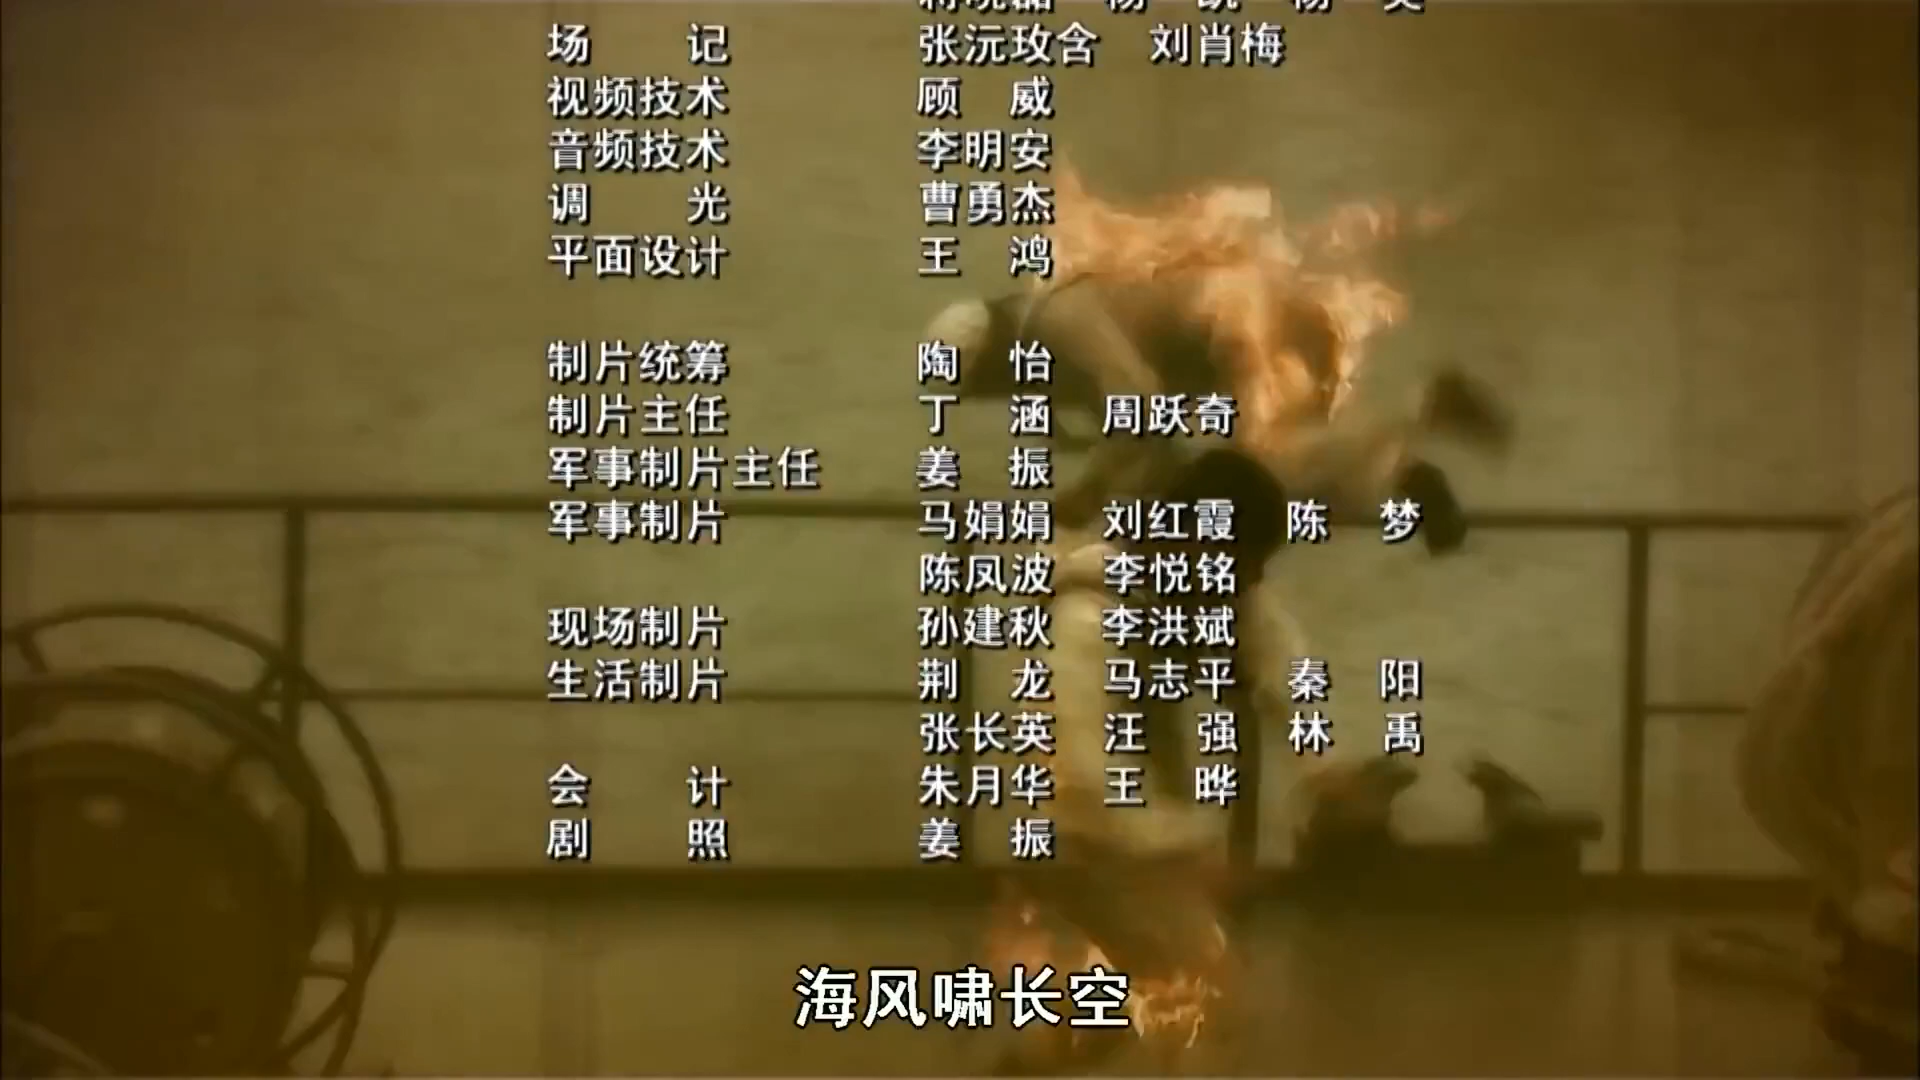 场 记 张沅玫含 刘肖梅
视频技术 顾 威
音频技术 李明安
调 光 曹勇杰
平面设计 王 鸿
制片统筹 陶 怡
制片主任 丁 涵 周跃奇
军事制片主任 姜 振
军事制片 马娟娟 刘红霞 陈 梦
陈凤波 李悦铭
现场制片 孙建秋 李洪斌
生活制片 荆 龙 马志平 秦 阳
张长英 汪 强 林 禹
会 计 朱月华 王 晔
剧 照 姜 振
海风啸长空